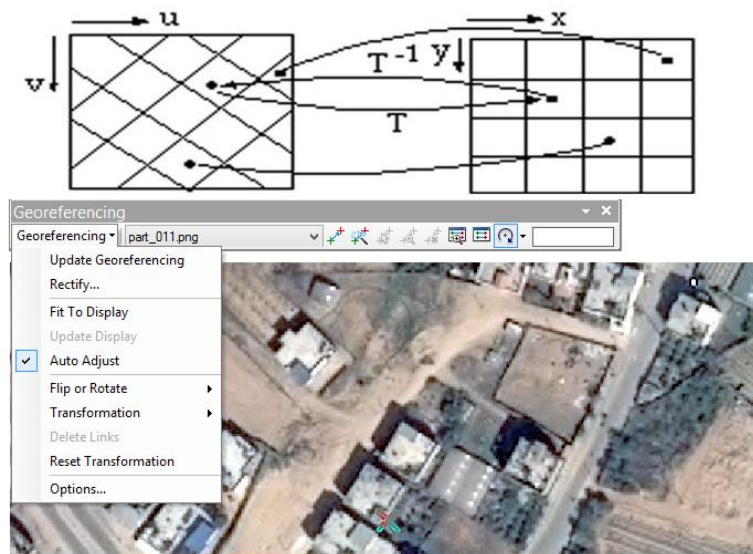 u x
v T⁻¹ y
T
Georeferencing
Georeferencing part_011.png
Update Georeferencing
Rectify...
Fit To Display
Update Display
Auto Adjust
Flip or Rotate
Transformation
Delete Links
Reset Transformation
Options...